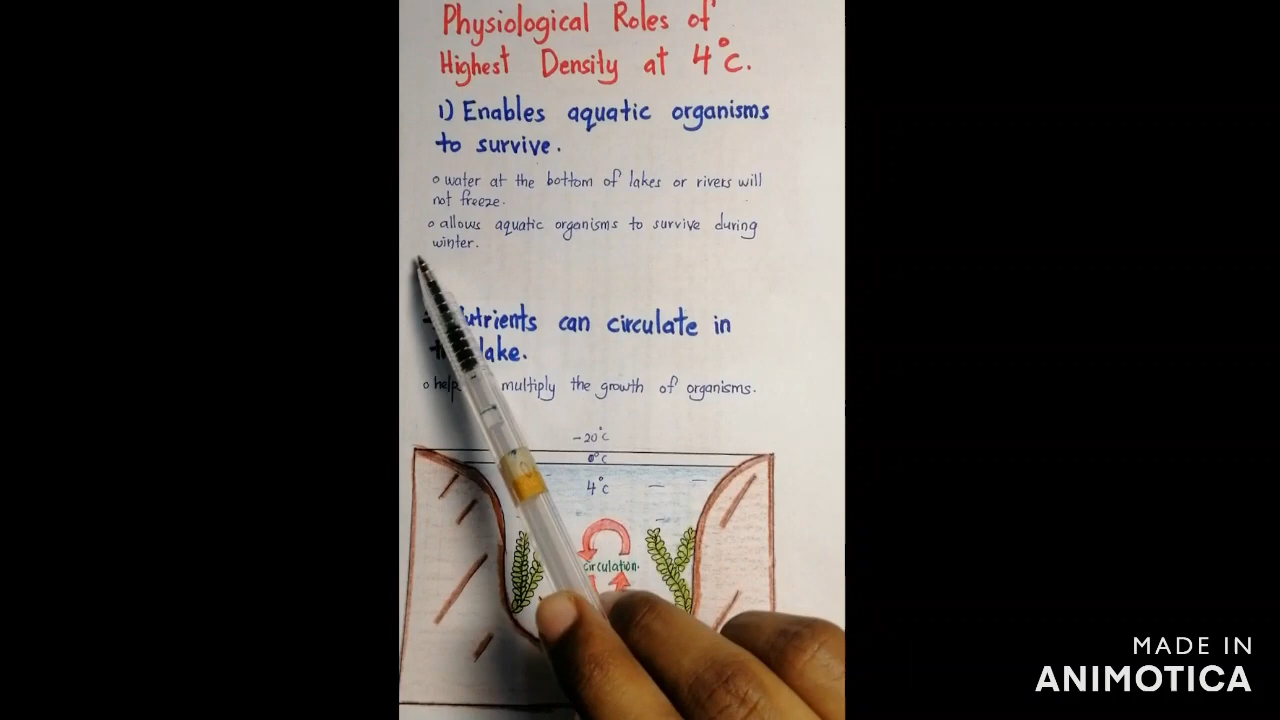 Physiological Roles of
Highest Density at 4°c.
1) Enables aquatic organisms
to survive.
o water at the bottom of lakes or rivers will
not freeze.
o allows aquatic organisms to survive during
winter.
Nutrients can circulate in
lake.
o multiply the growth of organisms.
-20°c
0°c
4°c
circulation.
MADE IN
ANIMOTICA